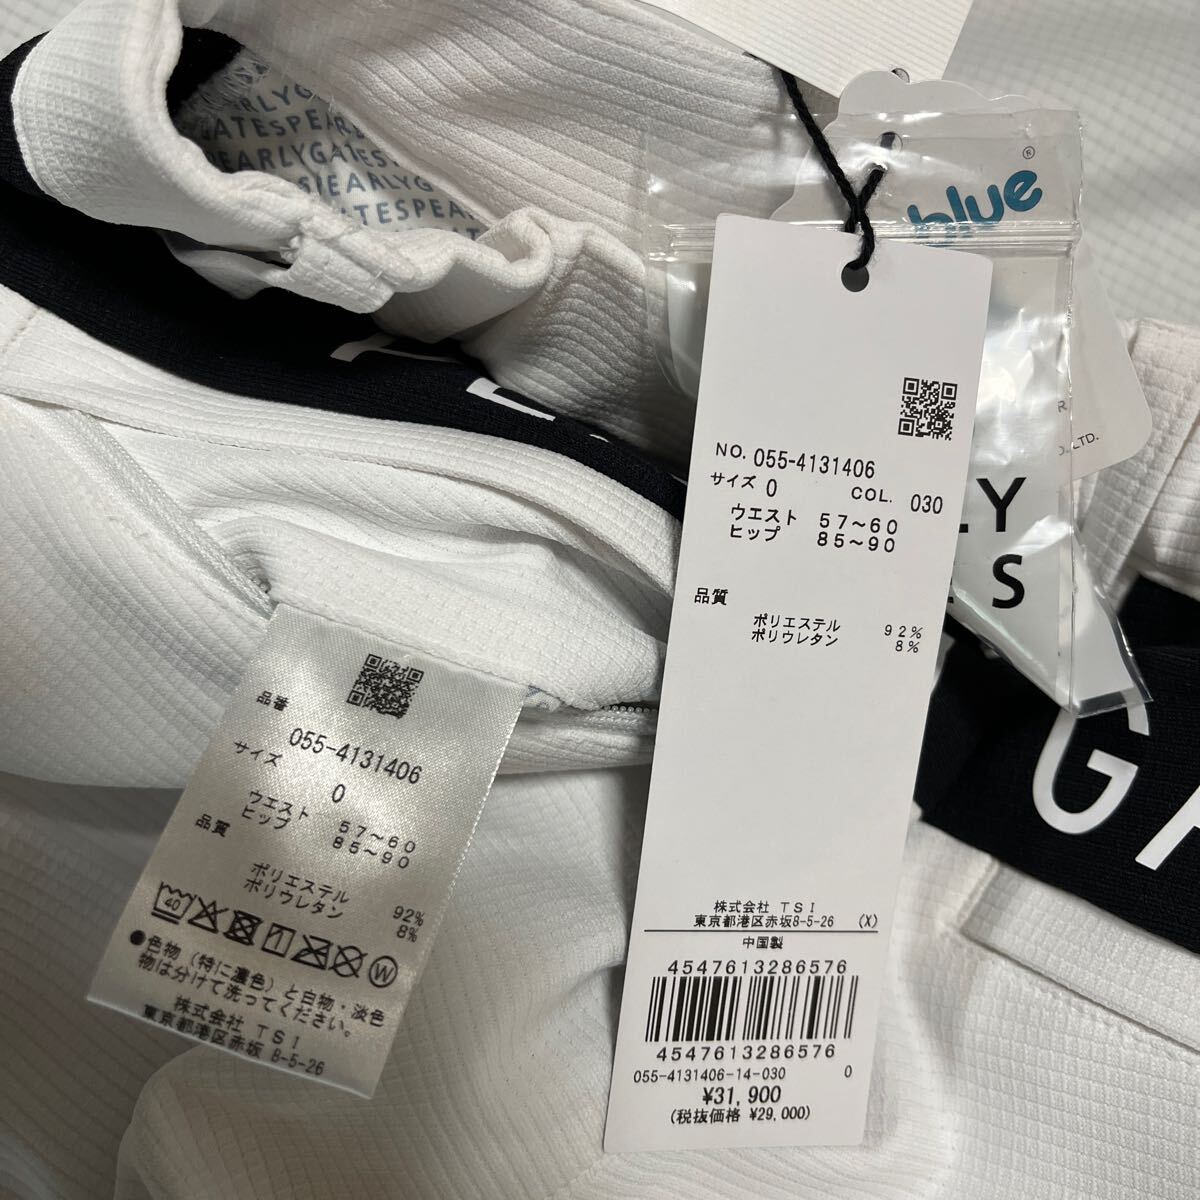 GATESPEAR
PEARLYGATES
EARLYG
ATESPEAR
blue
®
LTD.
LY
S
G
NO. 055-4131406
サイズ 0 COL. 030
ウエスト 57~60
ヒップ 85~90
品質
ポリエステル 92%
ポリウレタン 8%
株式会社 TSI
東京都港区赤坂8-5-26 (X)
中国製
4547613286576
4547613286576
055-4131406-14-030 0
¥31,900
(税抜価格 ¥29,000)
品番
055-4131406
サイズ
0
ウエスト 57~60
ヒップ 85~90
品質
ポリエステル 92%
ポリウレタン 8%
40
W
●色物(特に濃色)と白物・淡色
物は分けて洗ってください。
株式会社 TSI
東京都港区赤坂 8-5-26